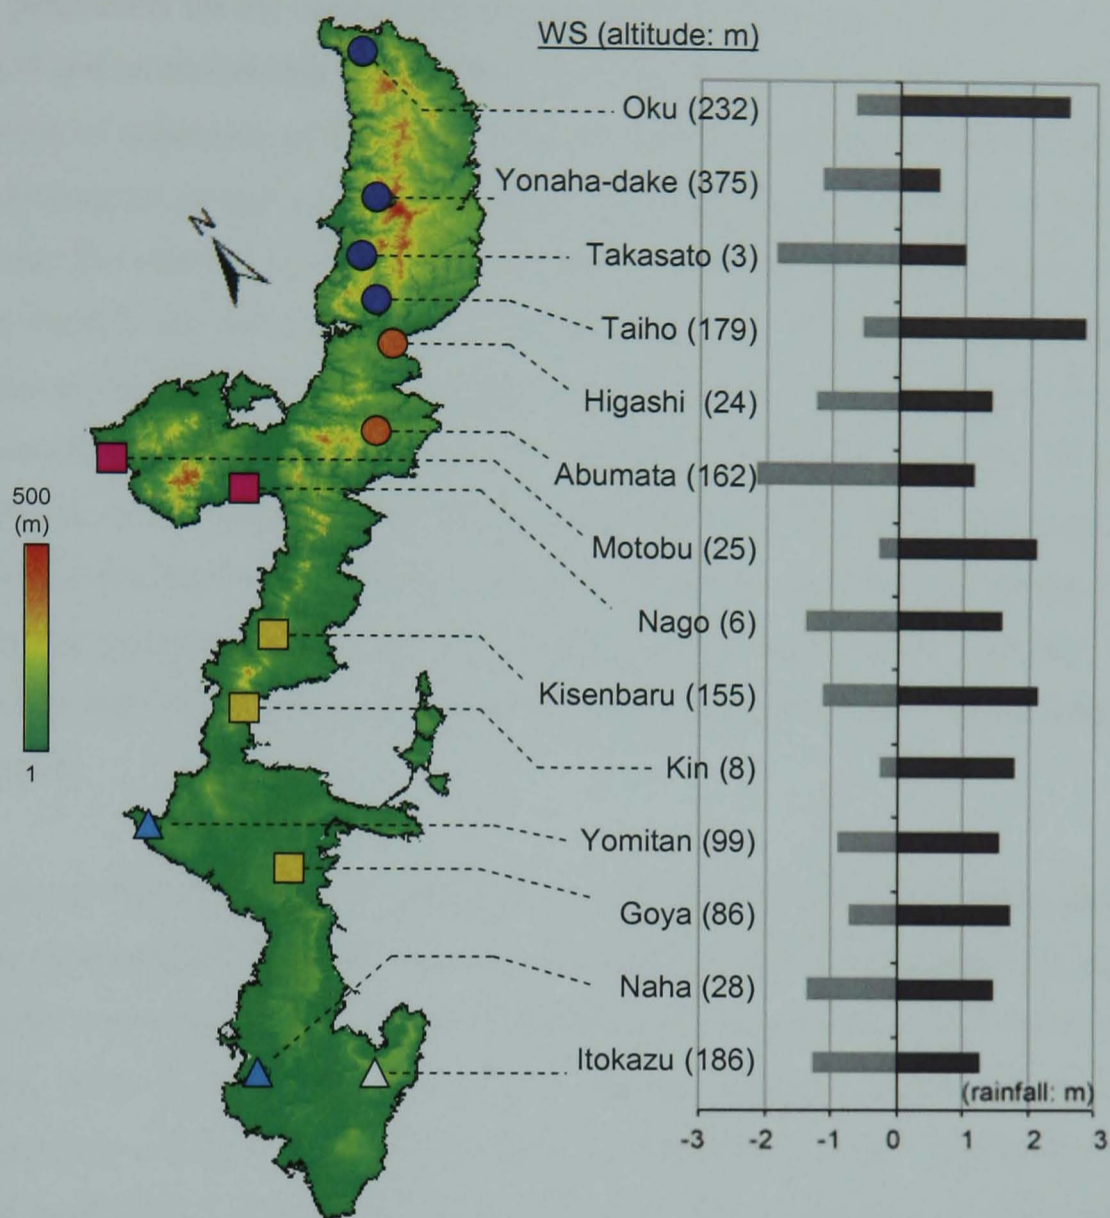 WS (altitude: m)
Oku (232)
Yonaha-dake (375)
Takasato (3)
Taiho (179)
Higashi (24)
Abumata (162)
Motobu (25)
Nago (6)
Kisenbaru (155)
Kin (8)
Yomitan (99)
Goya (86)
Naha (28)
Itokazu (186)
(rainfall: m)
-3 -2 -1 0 1 2 3
N
500
(m)
1